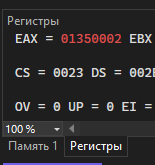 Регистры
EAX = 01350002 EBX
CS = 0023 DS = 002
OV = 0 UP = 0 EI =
100 %
Память 1 Регистры